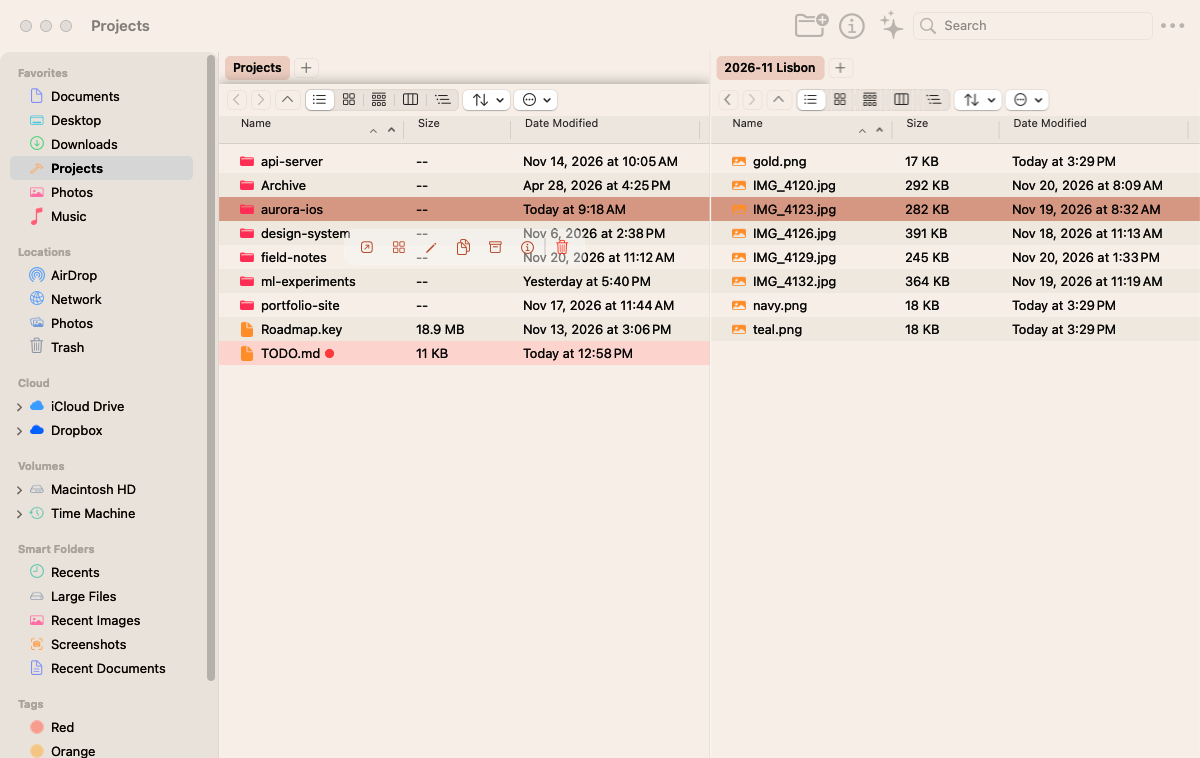 Projects
Search
Favorites
Documents
Desktop
Downloads
Projects
Photos
Music
Locations
AirDrop
Network
Photos
Trash
Cloud
iCloud Drive
Dropbox
Volumes
Macintosh HD
Time Machine
Smart Folders
Recents
Large Files
Recent Images
Screenshots
Recent Documents
Tags
Red
Orange
Projects
Name Size Date Modified
api-server -- Nov 14, 2026 at 10:05 AM
Archive -- Apr 28, 2026 at 4:25 PM
aurora-ios -- Today at 9:18 AM
design-system -- Nov 6, 2026 at 2:38 PM
field-notes -- Nov 20, 2026 at 11:12 AM
ml-experiments -- Yesterday at 5:40 PM
portfolio-site -- Nov 17, 2026 at 11:44 AM
Roadmap.key 18.9 MB Nov 13, 2026 at 3:06 PM
TODO.md 11 KB Today at 12:58 PM
2026-11 Lisbon
Name Size Date Modified
gold.png 17 KB Today at 3:29 PM
IMG_4120.jpg 292 KB Nov 20, 2026 at 8:09 AM
IMG_4123.jpg 282 KB Nov 19, 2026 at 8:32 AM
IMG_4126.jpg 391 KB Nov 18, 2026 at 11:13 AM
IMG_4129.jpg 245 KB Nov 20, 2026 at 1:33 PM
IMG_4132.jpg 364 KB Nov 19, 2026 at 11:19 AM
navy.png 18 KB Today at 3:29 PM
teal.png 18 KB Today at 3:29 PM